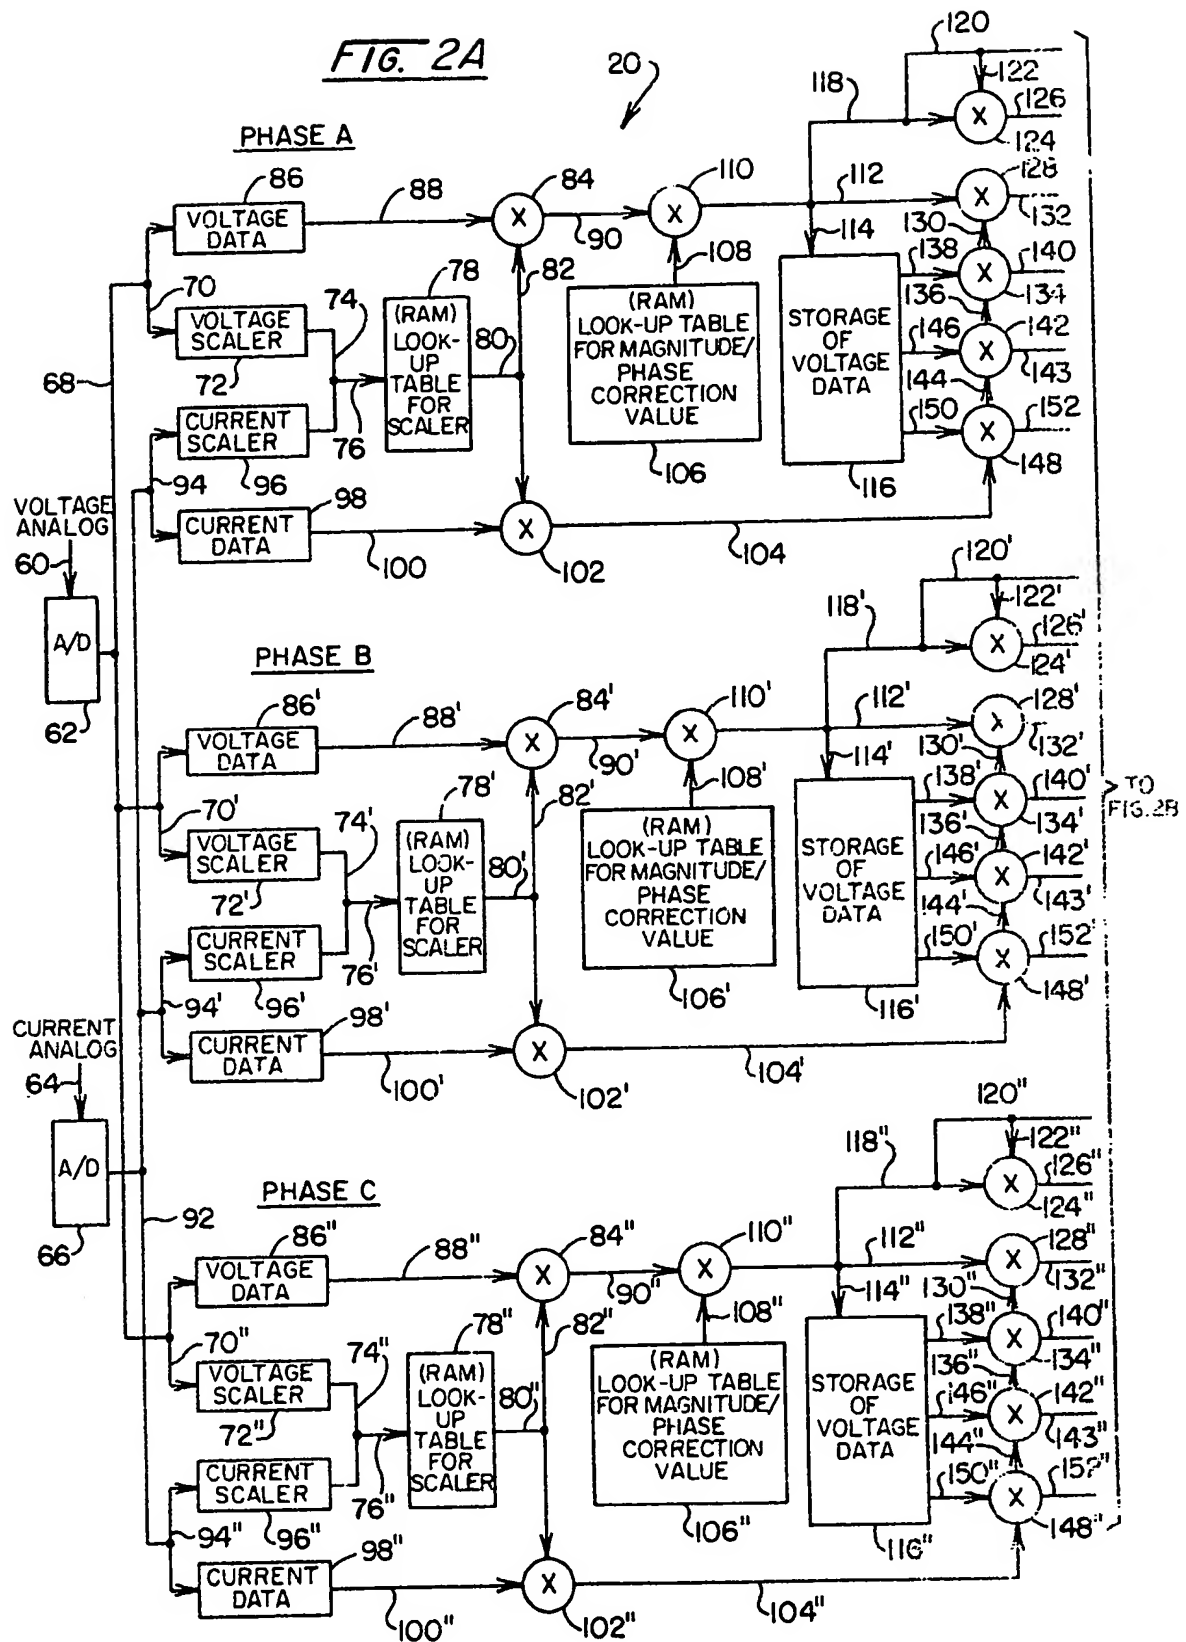 FIG. 2A
20
120
122
118
126
124
PHASE A
86
VOLTAGE
DATA
88
84
90
110
112
128
132
130
114
70
VOLTAGE
SCALER
72
74
76
78
(RAM)
LOOK-
UP
TABLE
FOR
SCALER
80
82
108
(RAM)
LOOK-UP TABLE
FOR MAGNITUDE/
PHASE
CORRECTION
VALUE
106
STORAGE
OF
VOLTAGE
DATA
116
138
140
134
136
146
142
143
144
150
152
148
68
CURRENT
SCALER
96
94
98
CURRENT
DATA
100
102
104
VOLTAGE
ANALOG
60
A/D
62
120'
122'
118'
126'
124'
PHASE B
86'
VOLTAGE
DATA
88'
84'
90'
110'
112'
128'
132'
130'
114'
70'
VOLTAGE
SCALER
72'
74'
76'
78'
(RAM)
LOOK-
UP
TABLE
FOR
SCALER
80'
82'
108'
(RAM)
LOOK-UP TABLE
FOR MAGNITUDE/
PHASE
CORRECTION
VALUE
106'
STORAGE
OF
VOLTAGE
DATA
116'
138'
140'
134'
136'
146'
142'
143'
144'
150'
152'
148'
TO
FIG. 2B
CURRENT
SCALER
96'
94'
98'
CURRENT
DATA
100'
102'
104'
CURRENT
ANALOG
64
A/D
66
92
120"
122"
118"
126"
124"
PHASE C
86"
VOLTAGE
DATA
88"
84"
90"
110"
112"
128"
132"
130"
114"
70"
VOLTAGE
SCALER
72"
74"
76"
78"
(RAM)
LOOK-
UP
TABLE
FOR
SCALER
80"
82"
108"
(RAM)
LOOK-UP TABLE
FOR MAGNITUDE/
PHASE
CORRECTION
VALUE
106"
STORAGE
OF
VOLTAGE
DATA
116"
138"
140"
134"
136"
146"
142"
143"
144"
150"
152"
148"
CURRENT
SCALER
96"
94"
98"
CURRENT
DATA
100"
102"
104"